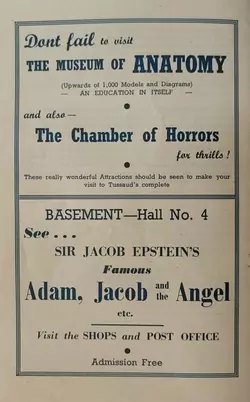 Dont fail to visit
THE MUSEUM OF ANATOMY
(Upwards of 1,000 Models and Diagrams)
— AN EDUCATION IN ITSELF —
and also—
The Chamber of Horrors
for thrills !
These really wonderful Attractions should be seen to make your
visit to Tussaud's complete
BASEMENT—Hall No. 4
See . . .
SIR JACOB EPSTEIN'S
Famous
Adam, Jacob and the Angel
etc.
Visit the SHOPS and POST OFFICE
Admission Free